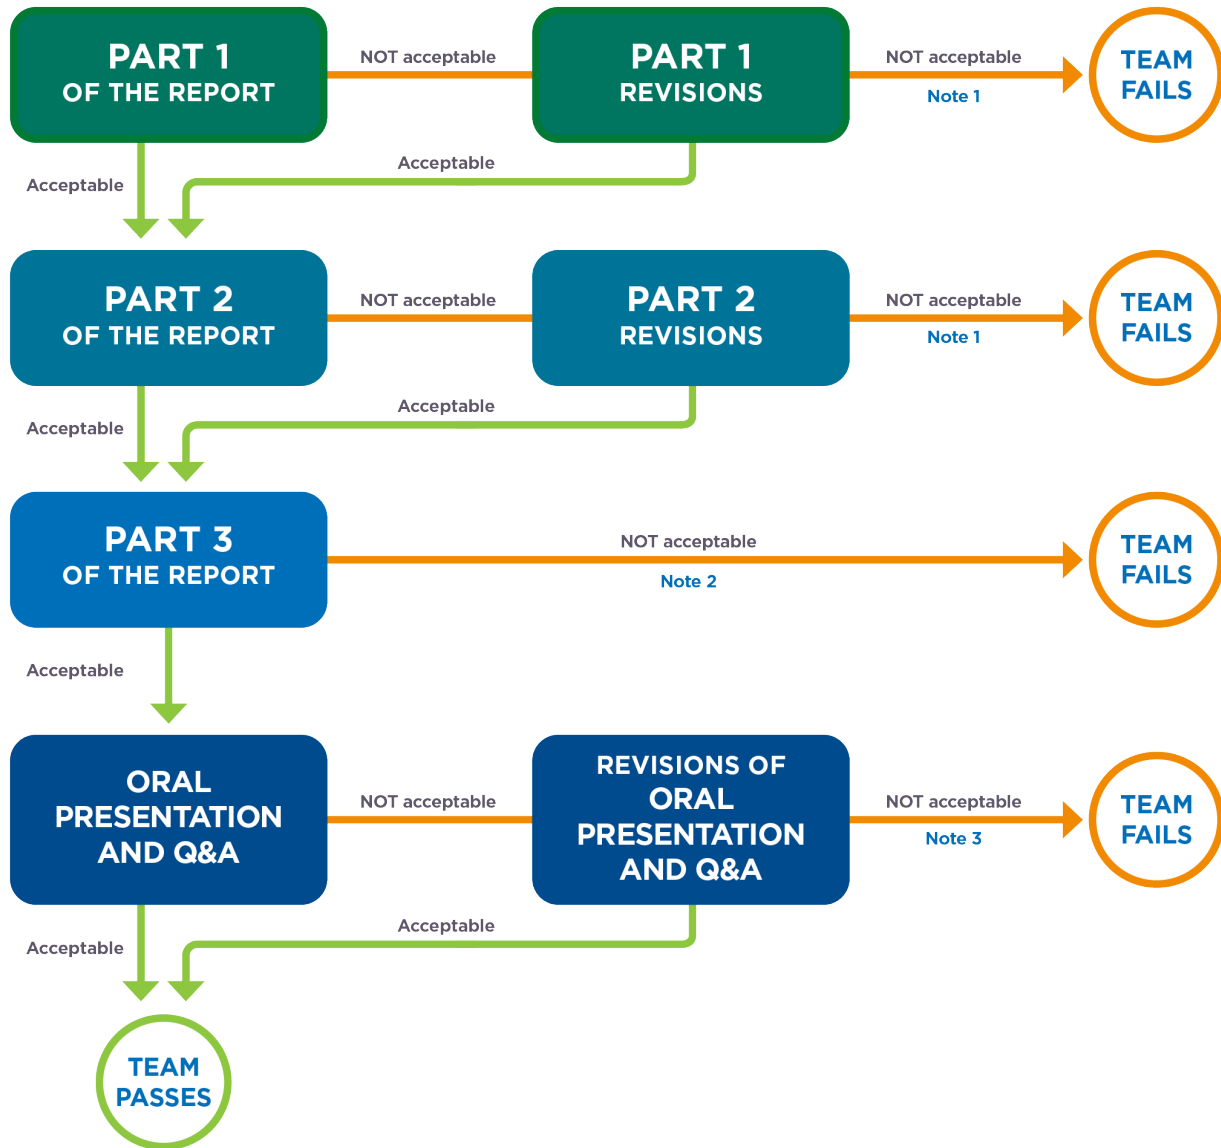 PART 1
OF THE REPORT
NOT acceptable
PART 1
REVISIONS
NOT acceptable
Note 1
TEAM
FAILS
Acceptable
Acceptable
PART 2
OF THE REPORT
NOT acceptable
PART 2
REVISIONS
NOT acceptable
Note 1
TEAM
FAILS
Acceptable
Acceptable
PART 3
OF THE REPORT
NOT acceptable
Note 2
TEAM
FAILS
Acceptable
ORAL
PRESENTATION
AND Q&A
NOT acceptable
REVISIONS OF
ORAL
PRESENTATION
AND Q&A
NOT acceptable
Note 3
TEAM
FAILS
Acceptable
Acceptable
TEAM
PASSES